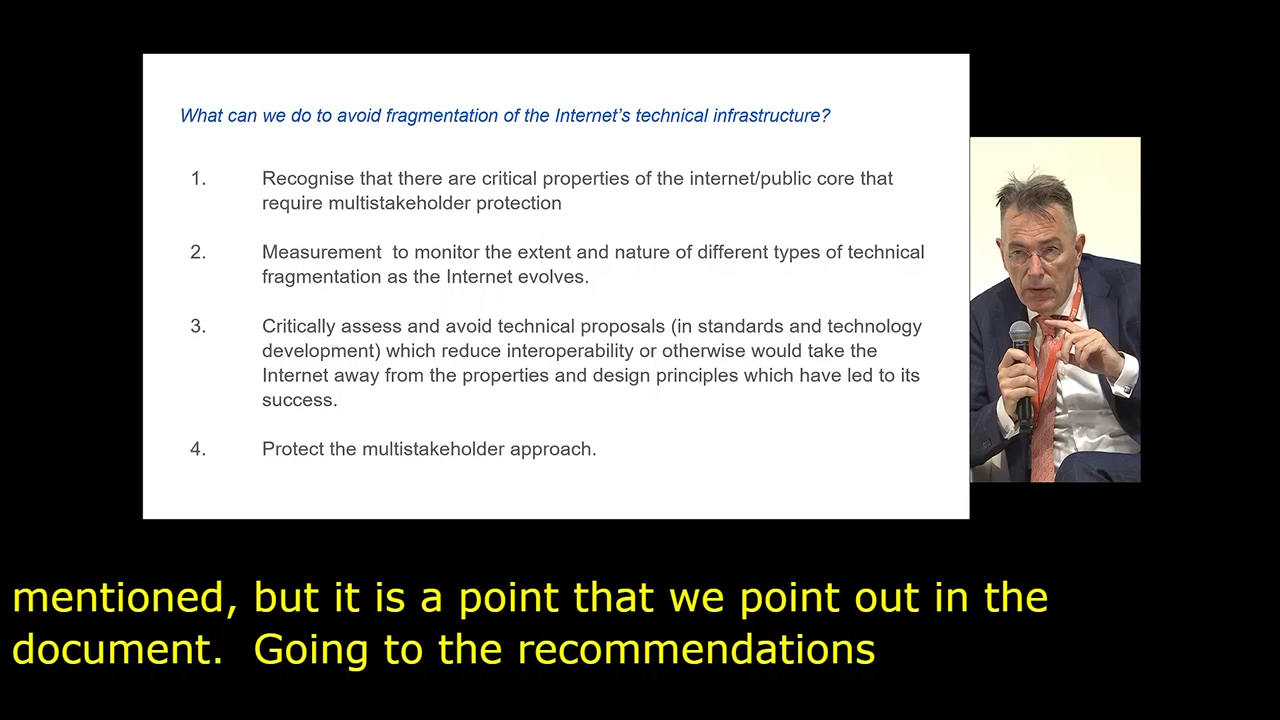 What can we do to avoid fragmentation of the Internet's technical infrastructure?
1. Recognise that there are critical properties of the internet/public core that
require multistakeholder protection
2. Measurement to monitor the extent and nature of different types of technical
fragmentation as the Internet evolves.
3. Critically assess and avoid technical proposals (in standards and technology
development) which reduce interoperability or otherwise would take the
Internet away from the properties and design principles which have led to its
success.
4. Protect the multistakeholder approach.
mentioned, but it is a point that we point out in the
document.  Going to the recommendations